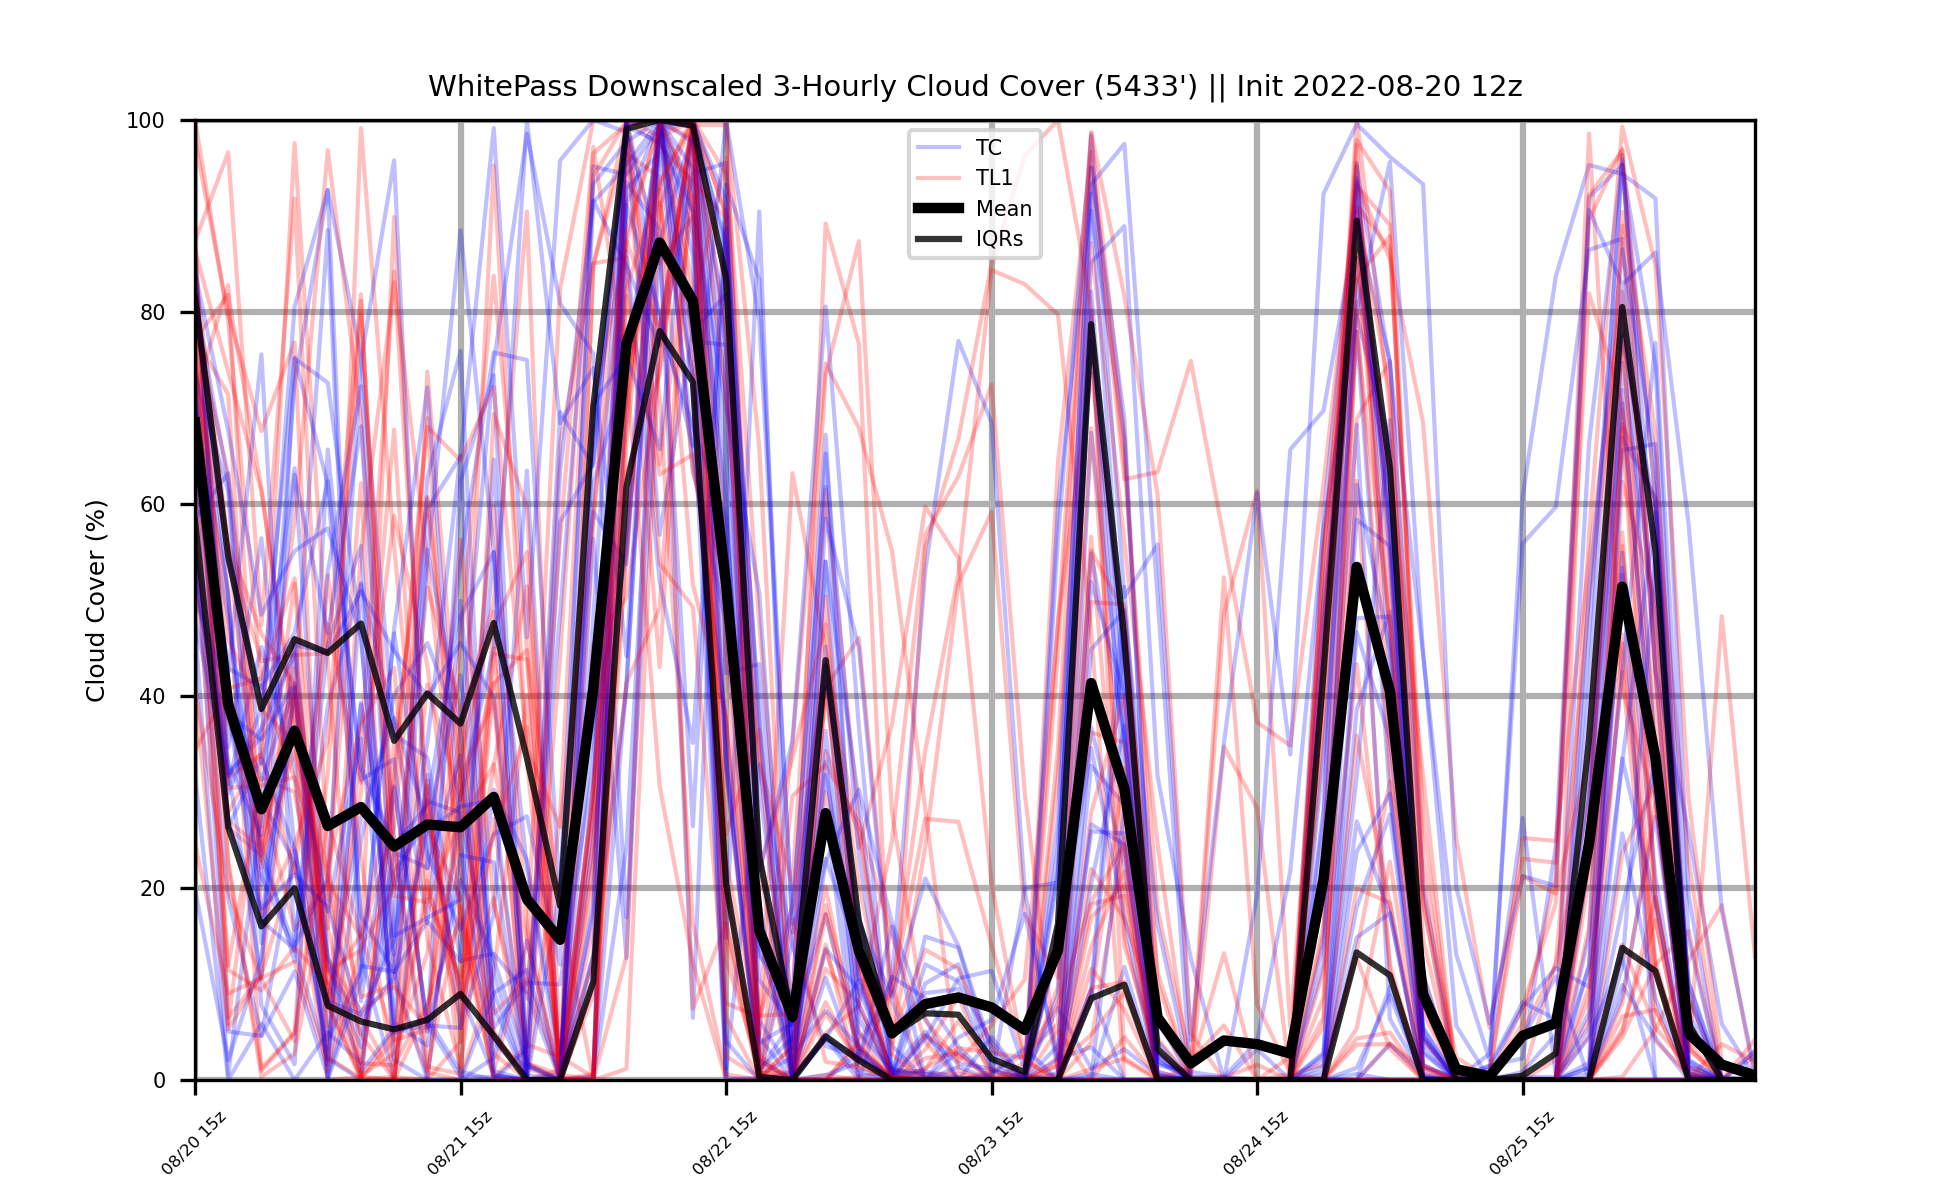 WhitePass Downscaled 3-Hourly Cloud Cover (5433') || Init 2022-08-20 12z
TC
TL1
Mean
IQRs
Cloud Cover (%)
100
80
60
40
20
0
08/20 15z
08/21 15z
08/22 15z
08/23 15z
08/24 15z
08/25 15z